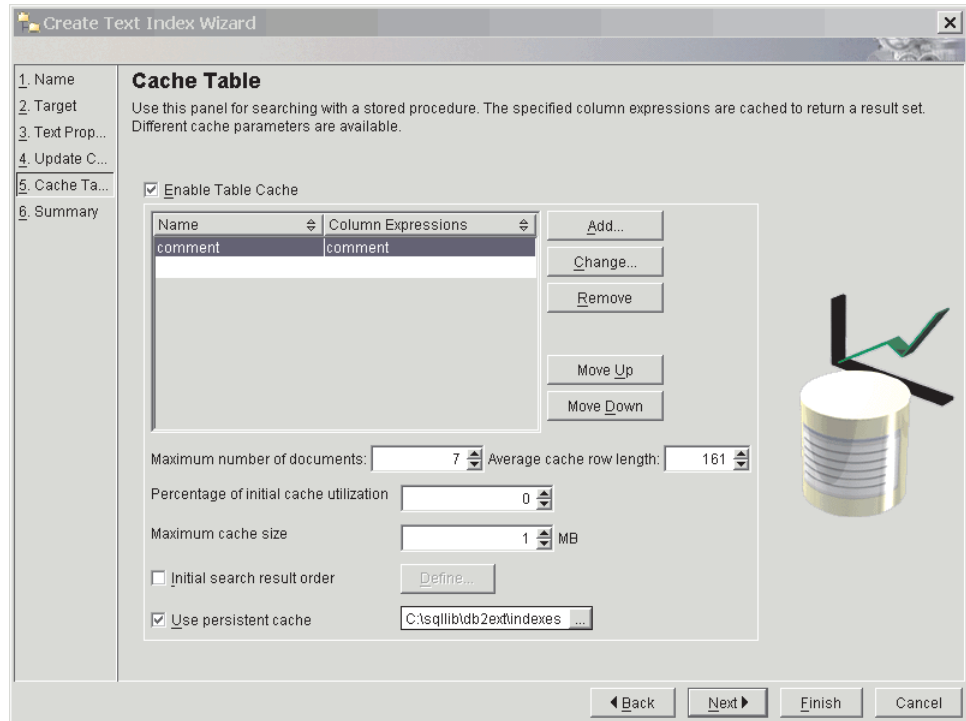 Create Text Index Wizard
1. Name
2. Target
3. Text Prop...
4. Update C...
5. Cache Ta...
6. Summary
Cache Table
Use this panel for searching with a stored procedure. The specified column expressions are cached to return a result set.
Different cache parameters are available.
Enable Table Cache
Name Column Expressions
comment comment
Add...
Change...
Remove
Move Up
Move Down
Maximum number of documents: 7 Average cache row length: 161
Percentage of initial cache utilization 0
Maximum cache size 1 MB
Initial search result order Define...
Use persistent cache C:\sqllib\db2ext\indexes ...
Back Next Finish Cancel